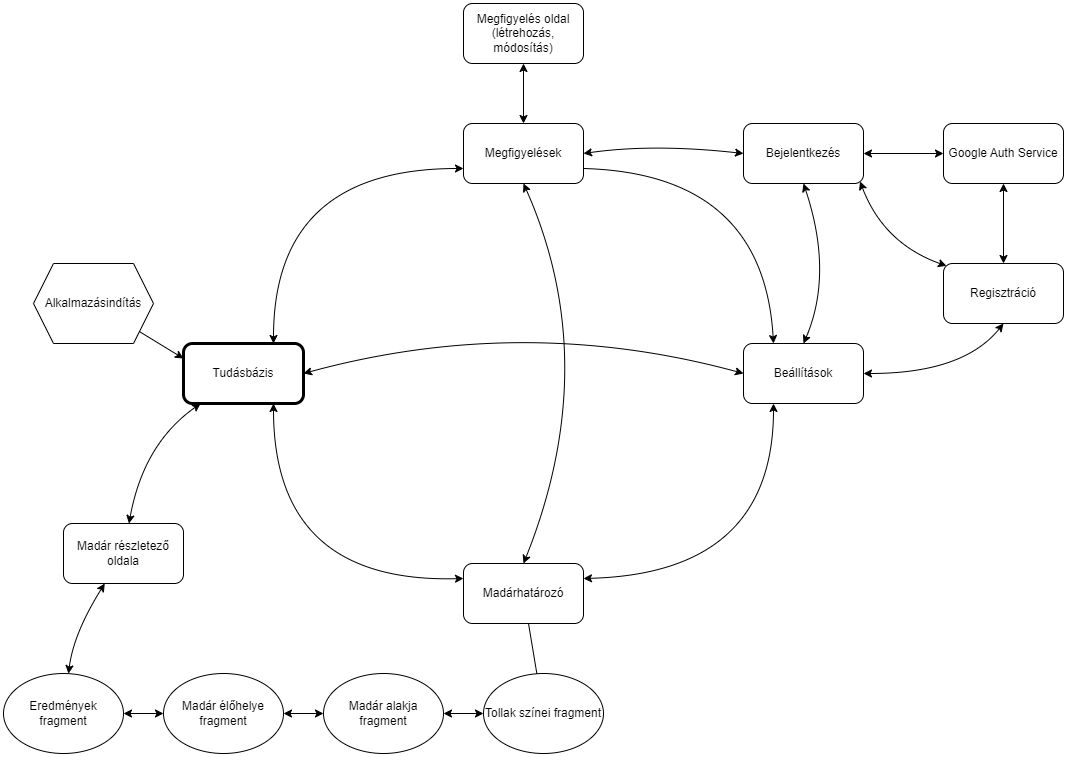 Megfigyelés oldal
(létrehozás,
módosítás)
Megfigyelések
Bejelentkezés
Google Auth Service
Alkalmazásindítás
Regisztráció
Tudásbázis
Beállítások
Madár részletező
oldala
Madárhatározó
Eredmények
fragment
Madár élőhelye
fragment
Madár alakja
fragment
Tollak színei fragment